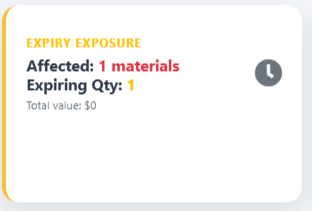 EXPIRY EXPOSURE
Affected: 1 materials
Expiring Qty: 1
Total value: $0